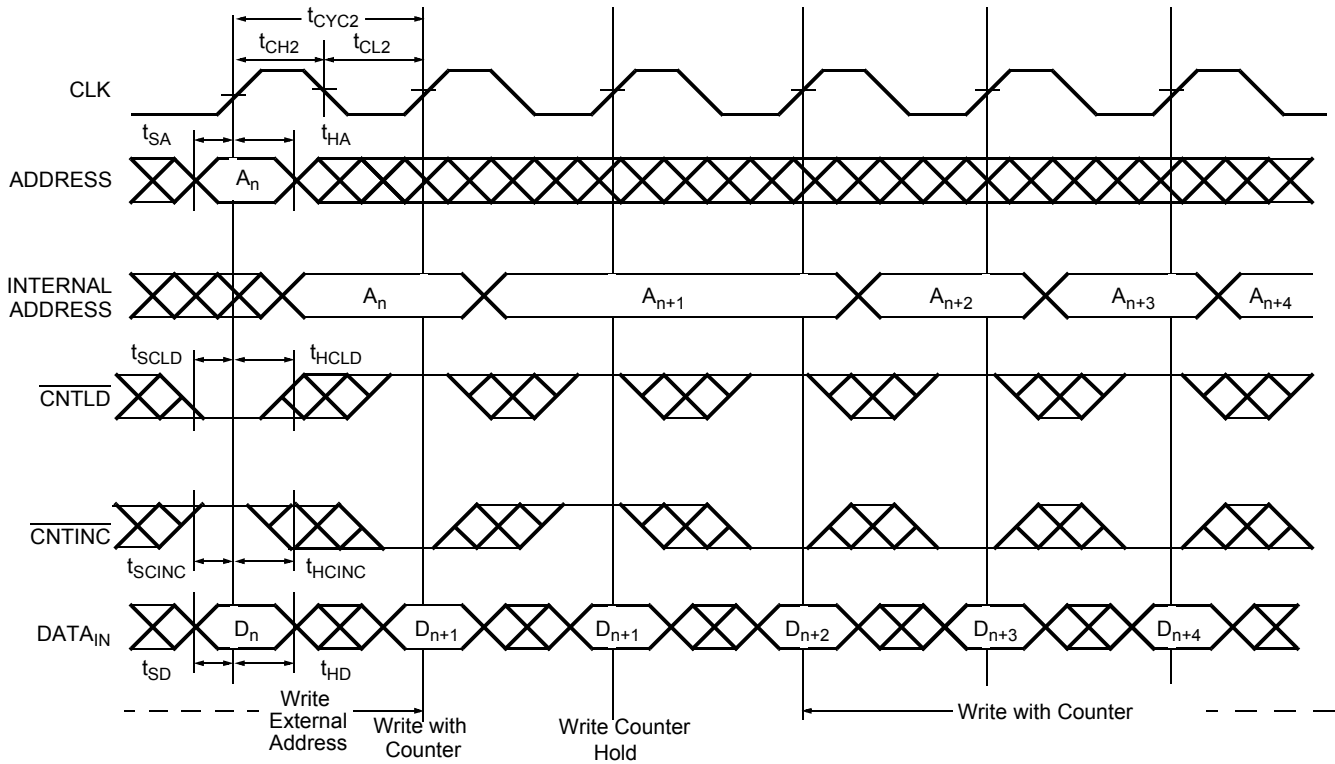 tCYC2
tCH2 tCL2
CLK
tSA tHA
ADDRESS An
INTERNAL
ADDRESS
An An+1 An+2 An+3 An+4
tSCLD tHCLD
CNTLD
CNTINC
tSCINC tHCINC
DATAIN Dn Dn+1 Dn+1 Dn+2 Dn+3 Dn+4
tSD tHD
Write
External
Address
Write with
Counter
Write Counter
Hold
Write with Counter